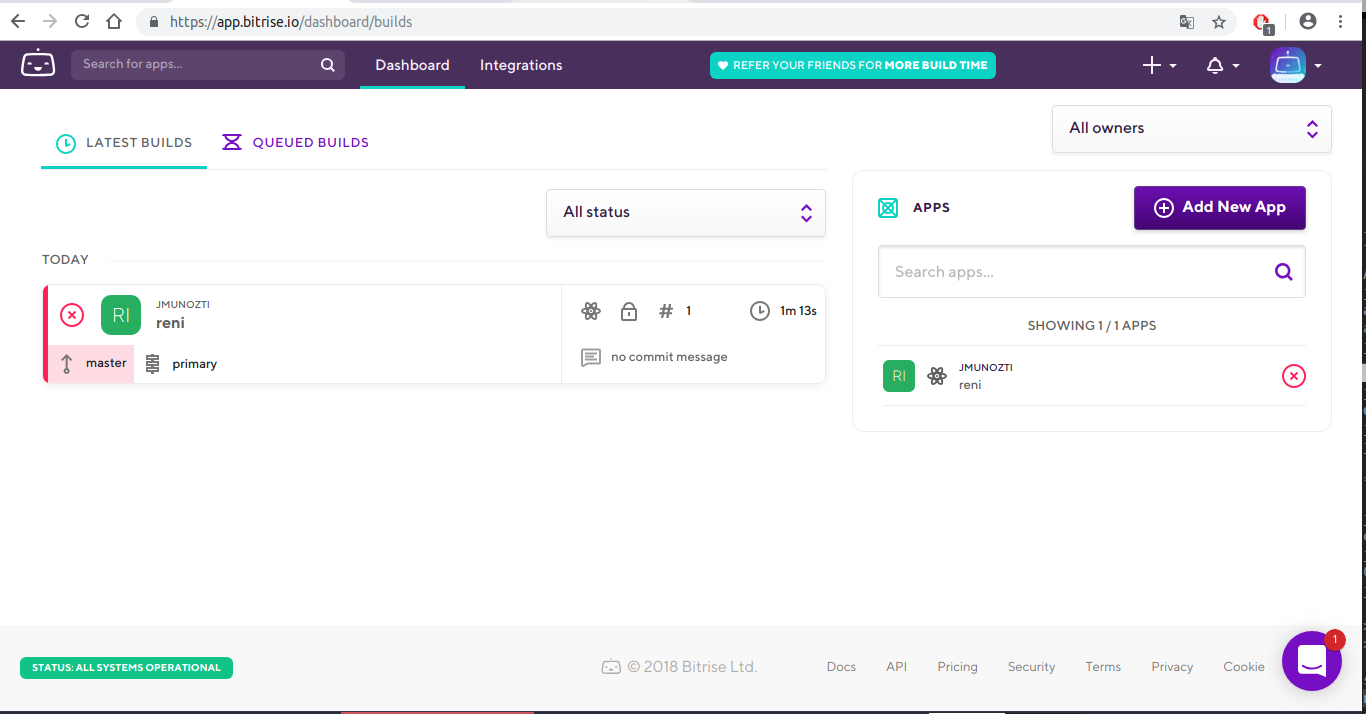 https://app.bitrise.io/dashboard/builds
1
Search for apps...
Dashboard
Integrations
REFER YOUR FRIENDS FOR MORE BUILD TIME
LATEST BUILDS
QUEUED BUILDS
All owners
All status
APPS
Add New App
Search apps...
SHOWING 1 / 1 APPS
TODAY
RI
JMUNOZTI
reni
# 1
1m 13s
master
primary
no commit message
RI
JMUNOZTI
reni
STATUS: ALL SYSTEMS OPERATIONAL
© 2018 Bitrise Ltd.
Docs
API
Pricing
Security
Terms
Privacy
Cookie
1